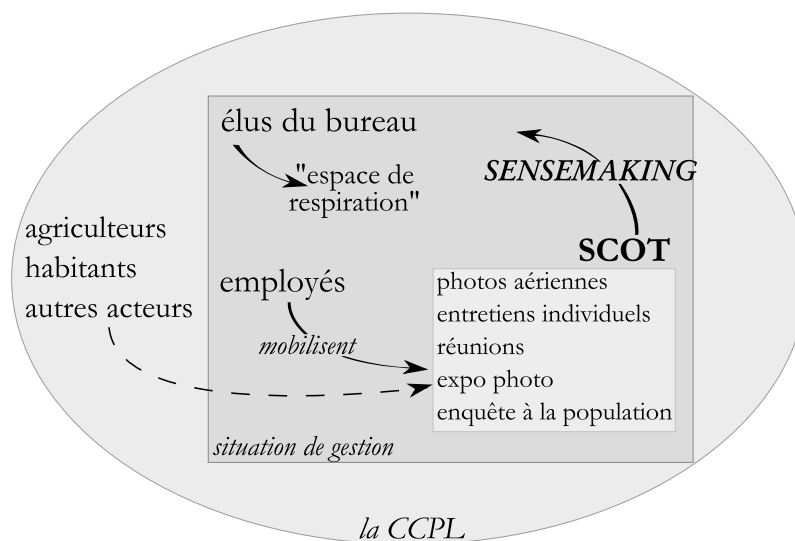 élus du bureau
"espace de
respiration"
SENSEMAKING
SCOT
agriculteurs
habitants
autres acteurs
employés
mobilisent
photos aériennes
entretiens individuels
réunions
expo photo
enquête à la population
situation de gestion
la CCPL